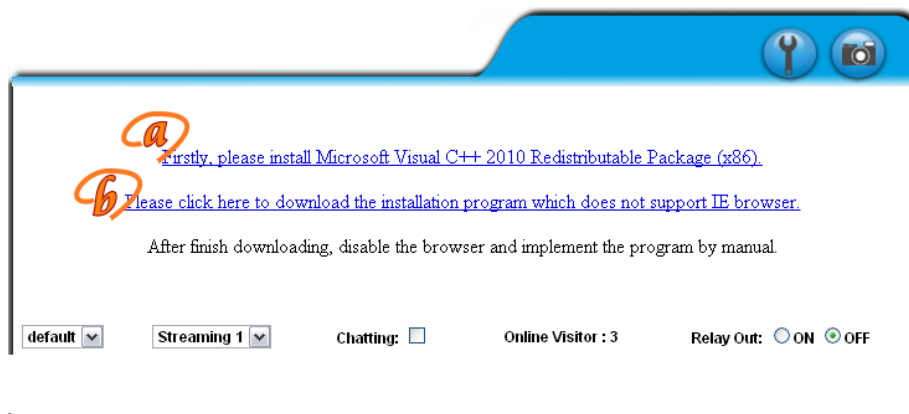 a
Firstly, please install Microsoft Visual C++ 2010 Redistributable Package (x86).
b
Please click here to download the installation program which does not support IE browser.
After finish downloading, disable the browser and implement the program by manual.
default Streaming 1 Chatting: Online Visitor : 3 Relay Out: ON OFF